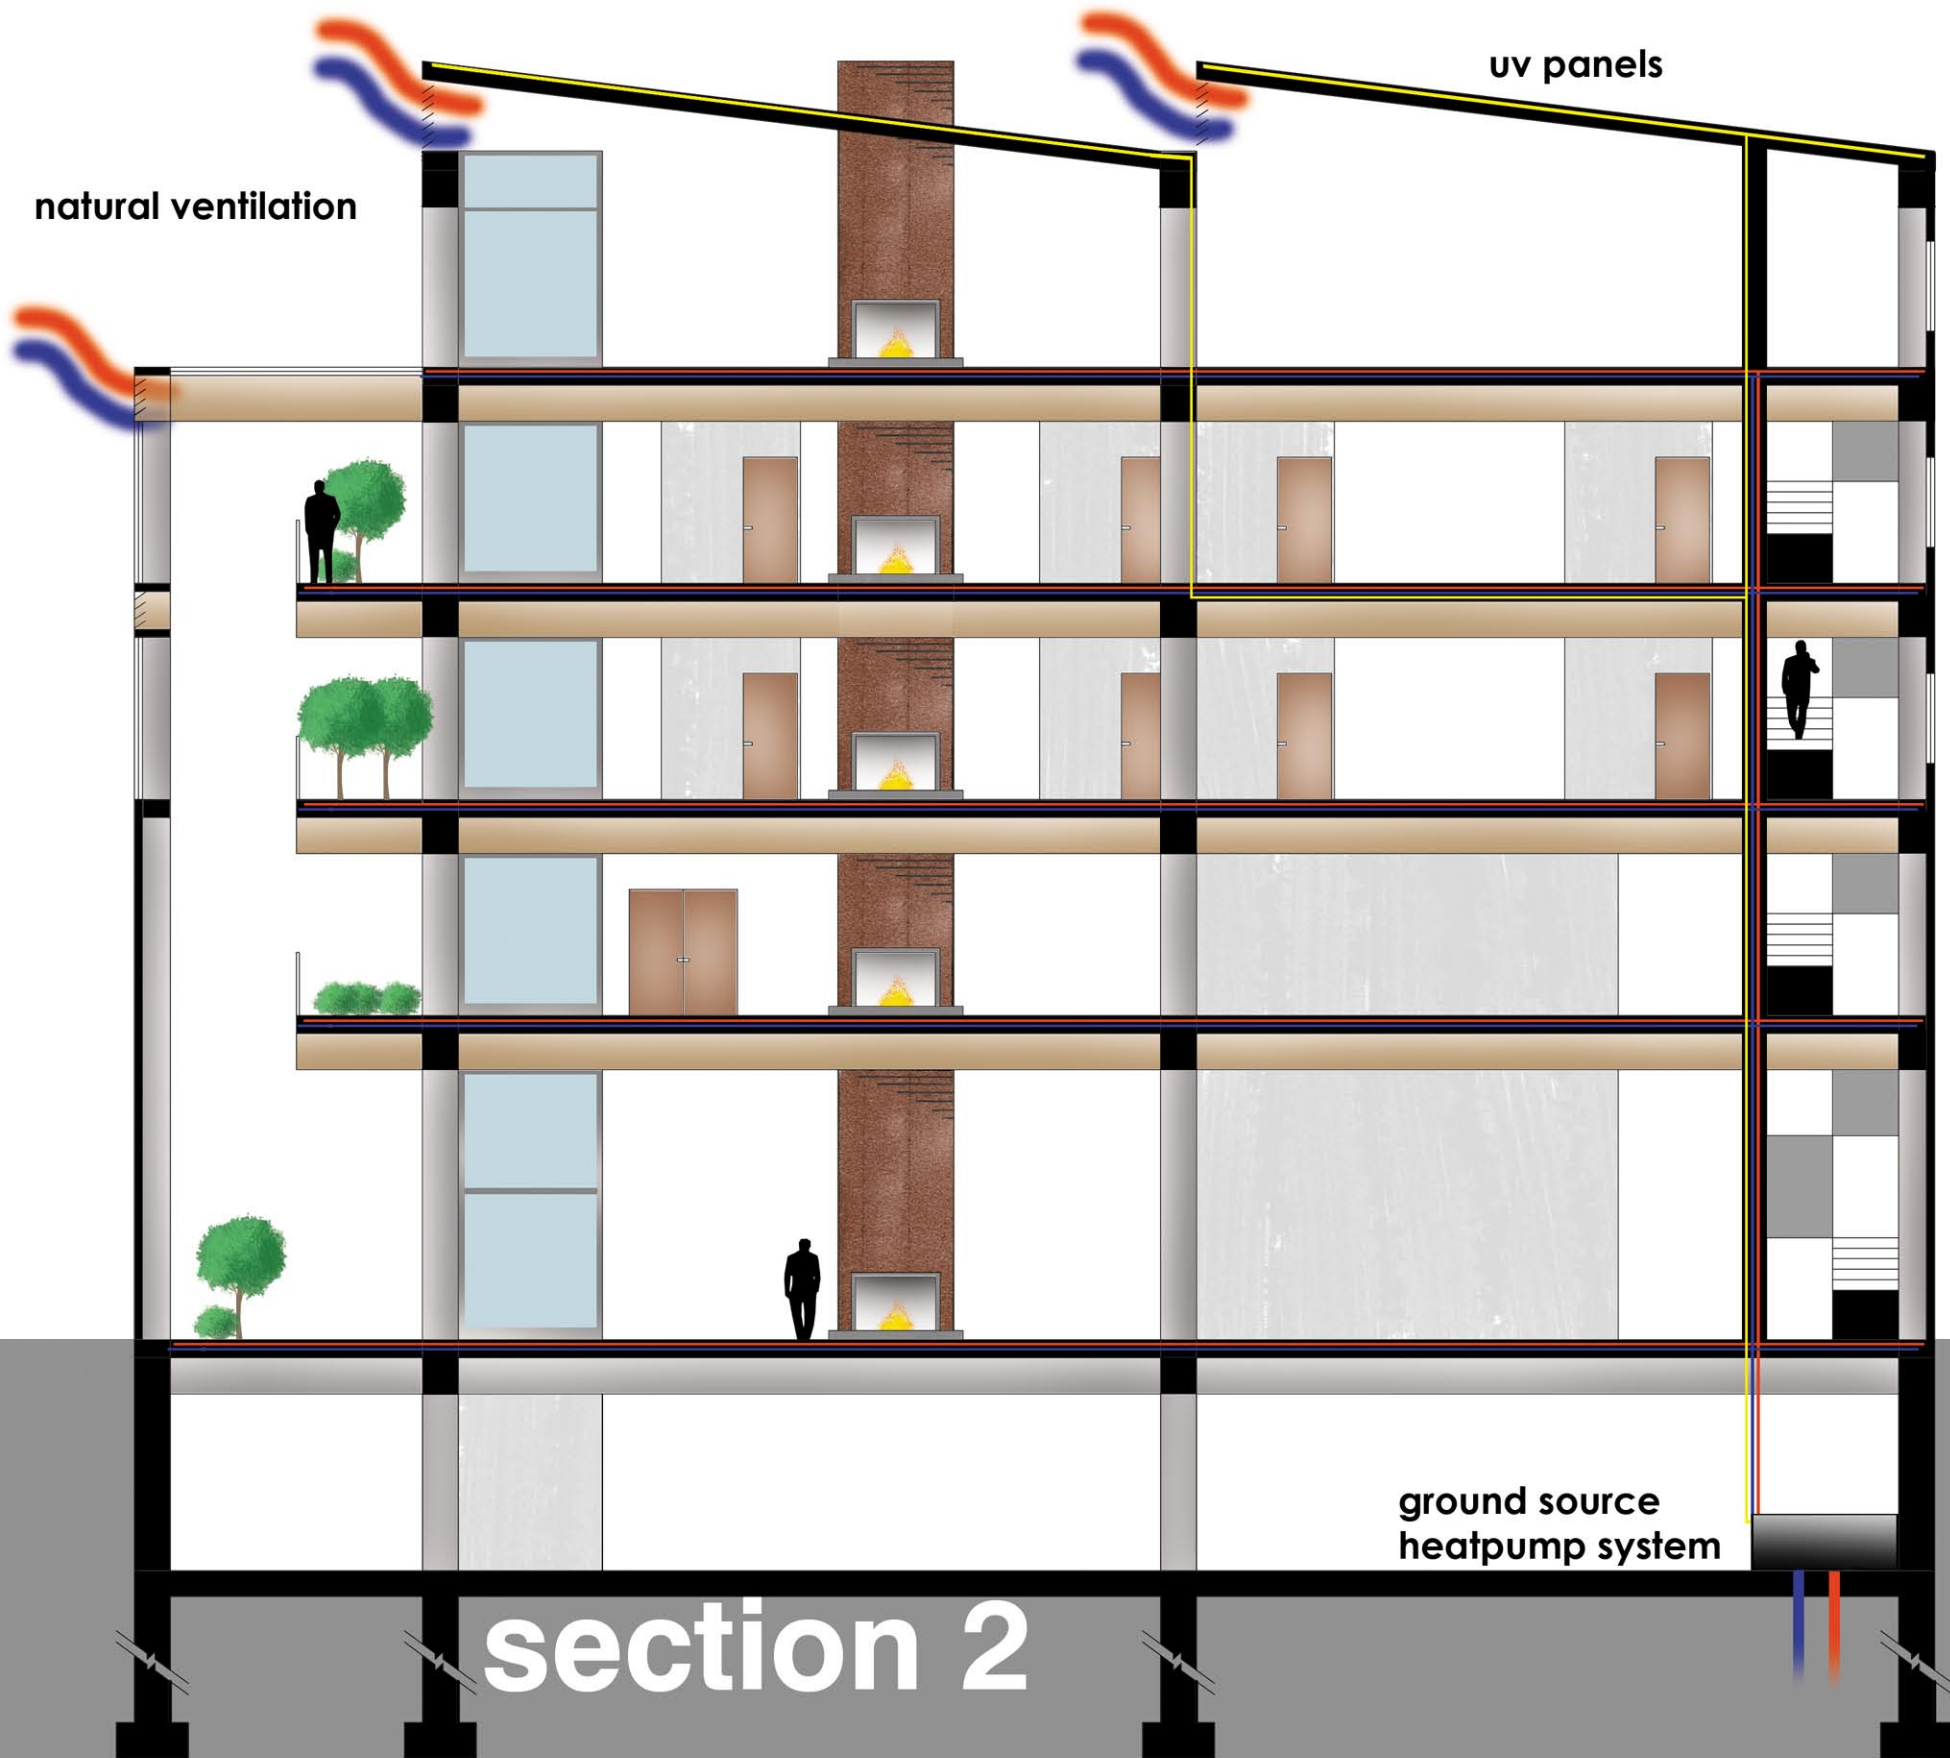 uv panels
natural ventilation
ground source
heatpump system
section 2